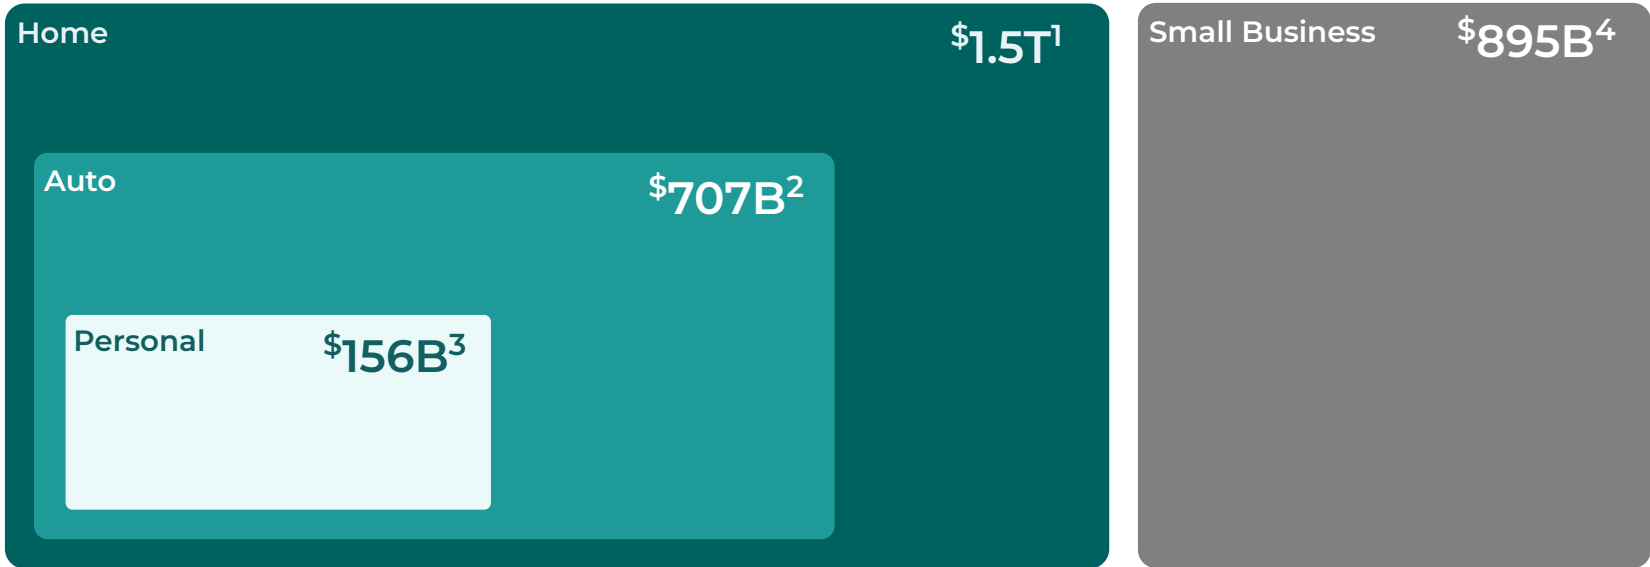 Home $1.5T1
Small Business $895B4
Auto $707B2
Personal $156B3